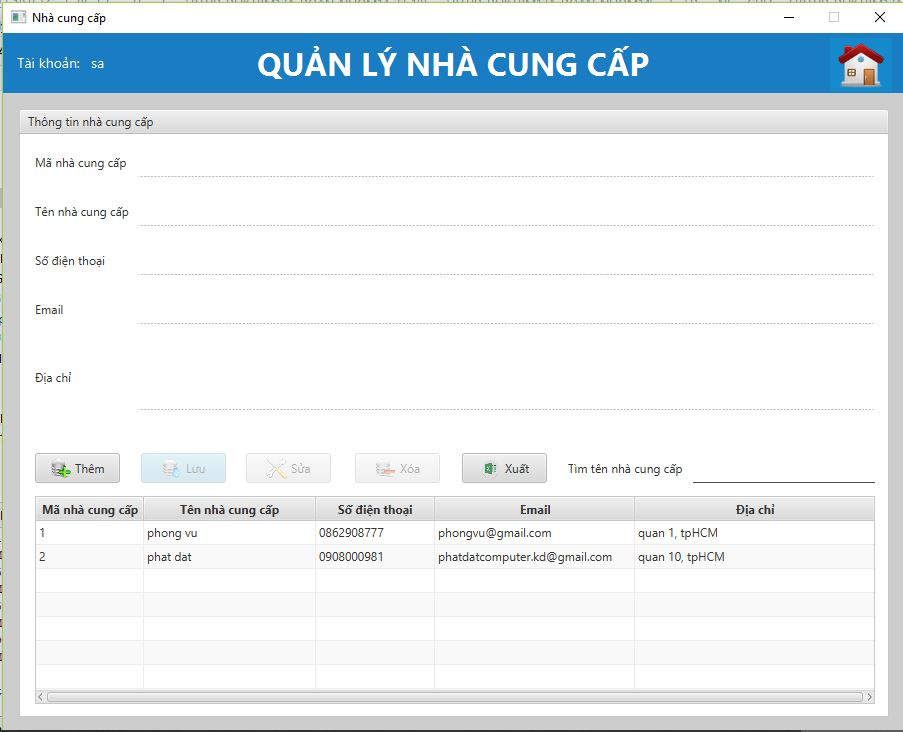 Nhà cung cấp
Tài khoản: sa
QUẢN LÝ NHÀ CUNG CẤP
Thông tin nhà cung cấp
Mã nhà cung cấp
Tên nhà cung cấp
Số điện thoại
Email
Địa chỉ
Thêm Lưu Sửa Xóa Xuất Tìm tên nhà cung cấp
Mã nhà cung cấp Tên nhà cung cấp Số điện thoại Email Địa chỉ
1 phong vu 0862908777 phongvu@gmail.com quan 1, tpHCM
2 phat dat 0908000981 phatdatcomputer.kd@gmail.com quan 10, tpHCM